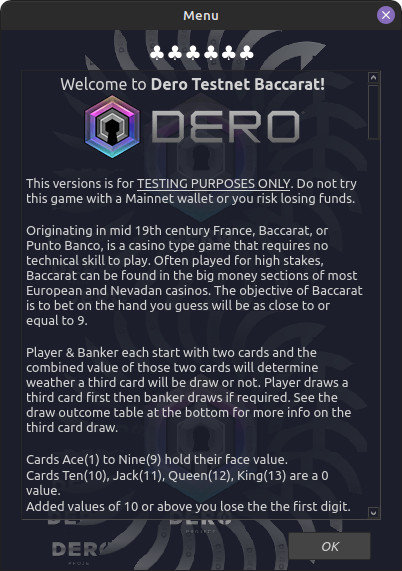 Menu
♣♣♣♣♣♣
Welcome to Dero Testnet Baccarat!
DERO
This versions is for TESTING PURPOSES ONLY. Do not try
this game with a Mainnet wallet or you risk losing funds.
Originating in mid 19th century France, Baccarat, or
Punto Banco, is a casino type game that requires no
technical skill to play. Often played for high stakes,
Baccarat can be found in the big money sections of most
European and Nevadan casinos. The objective of Baccarat
is to bet on the hand you guess will be as close to or
equal to 9.
Player & Banker each start with two cards and the
combined value of those two cards will determine
weather a third card will be draw or not. Player draws a
third card first then banker draws if required. See the
draw outcome table at the bottom for more info on the
third card draw.
Cards Ace(1) to Nine(9) hold their face value.
Cards Ten(10), Jack(11), Queen(12), King(13) are a 0
value.
Added values of 10 or above you lose the the first digit.
DERO
PROJECT
DERO
OK